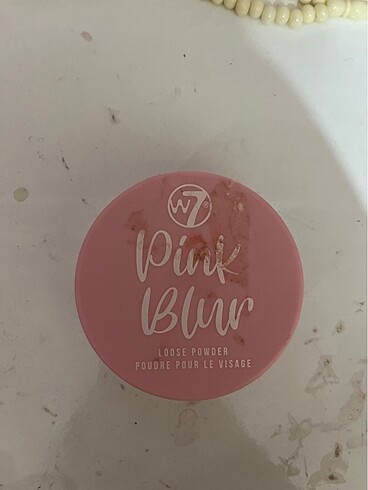 W7
Pink
Blur
LOOSE POWDER
POUDRE POUR LE VISAGE